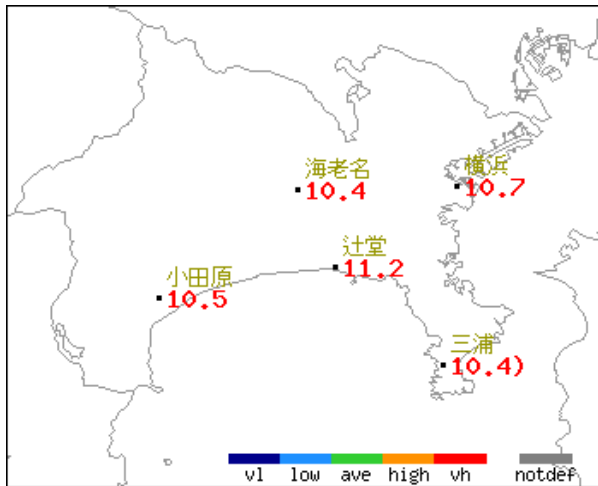 海老名
10.4
横浜
10.7
辻堂
11.2
小田原
10.5
三浦
10.4)
vl low ave high vh notdef